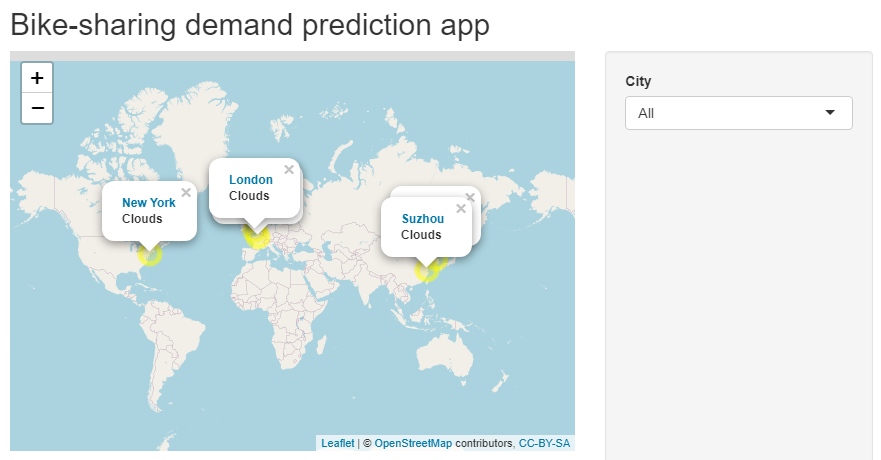 Bike-sharing demand prediction app
+
−
New York
Clouds
×
London
Clouds
×
×
Suzhou
Clouds
×
Leaflet | © OpenStreetMap contributors, CC-BY-SA
City
All